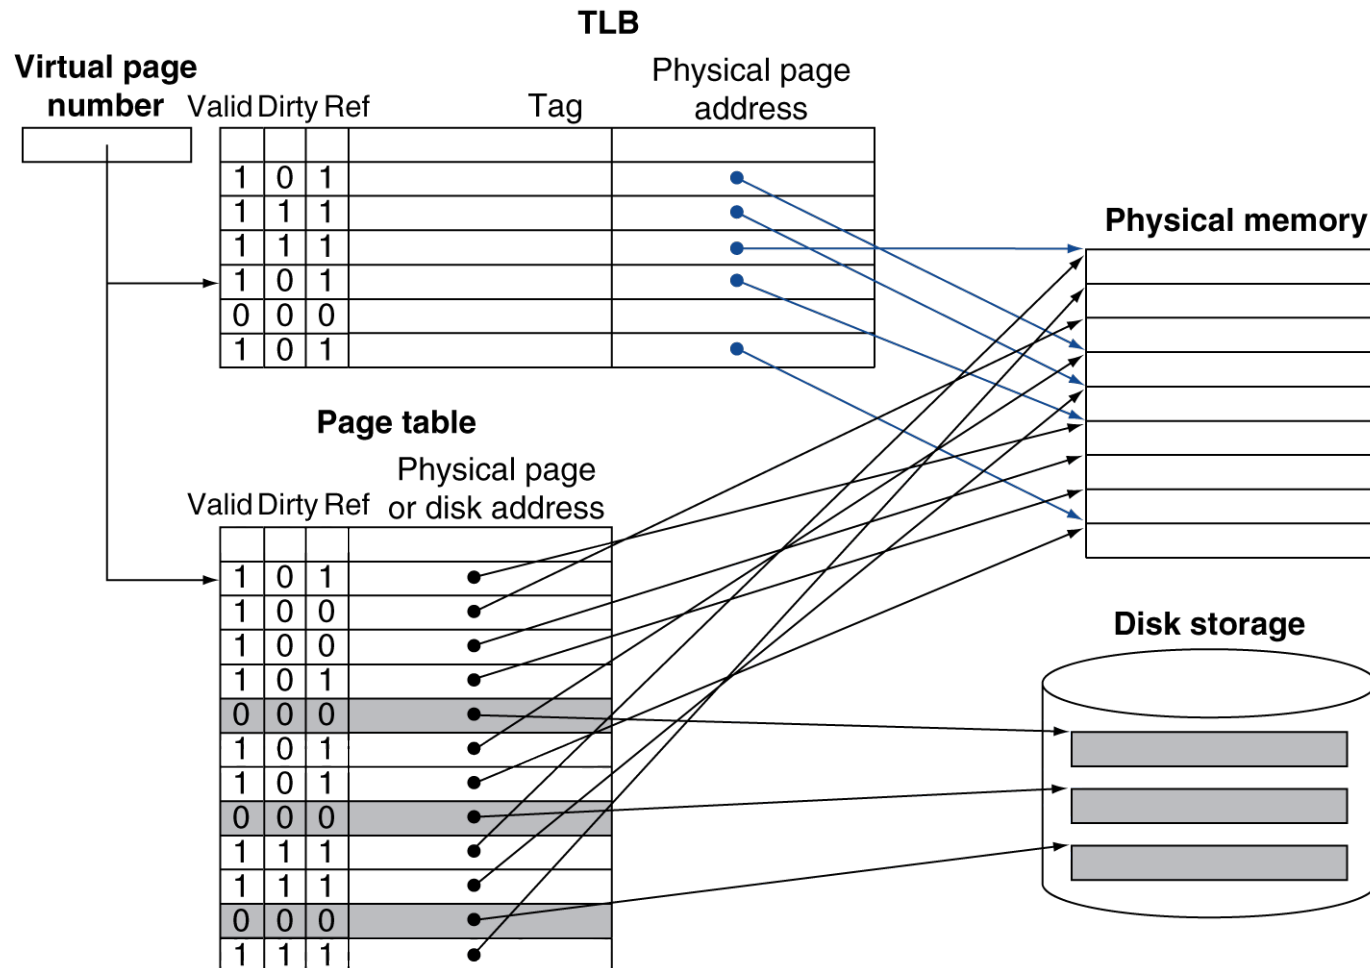 TLB
Virtual page
number
Valid Dirty Ref
Tag
Physical page
address
1 0 1
1 1 1
1 1 1
1 0 1
0 0 0
1 0 1
Physical memory
Page table
Physical page
or disk address
Valid Dirty Ref
1 0 1
1 0 0
1 0 0
1 0 1
0 0 0
1 0 1
1 0 1
0 0 0
1 1 1
1 1 1
0 0 0
1 1 1
Disk storage